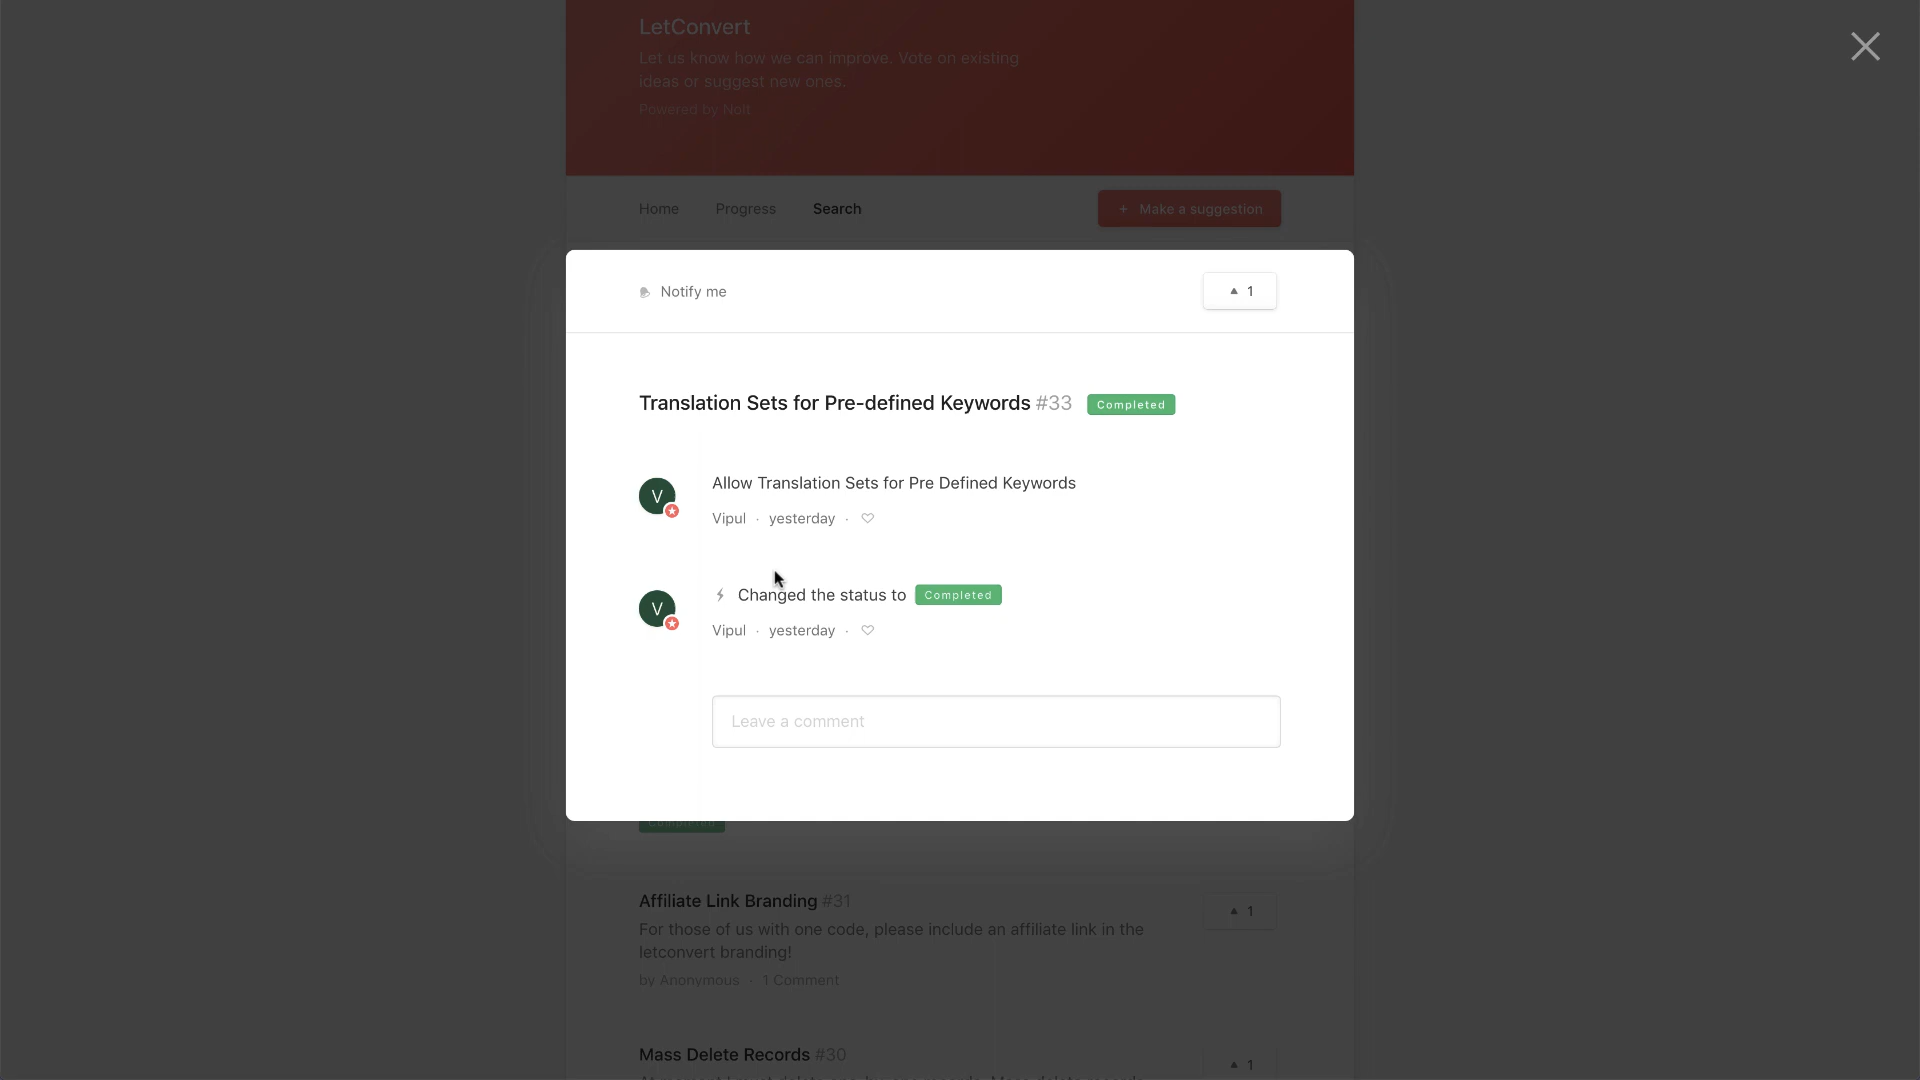 LetConvert
Let us know how we can improve. Vote on existing
ideas or suggest new ones.
Powered by Nolt
Home Progress Search + Make a suggestion
Notify me ▲ 1
Translation Sets for Pre-defined Keywords #33 Completed
V
Allow Translation Sets for Pre Defined Keywords
Vipul · yesterday ·
V
Changed the status to Completed
Vipul · yesterday ·
Leave a comment
Completed
Affiliate Link Branding #31 ▲ 1
For those of us with one code, please include an affiliate link in the
letconvert branding!
by Anonymous · 1 Comment
Mass Delete Records #30 ▲ 1